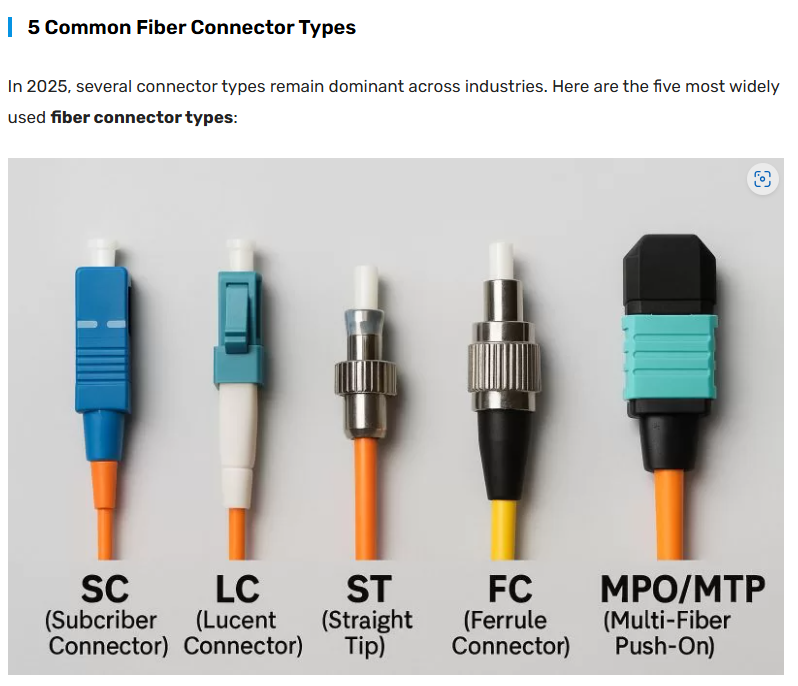 5 Common Fiber Connector Types
In 2025, several connector types remain dominant across industries. Here are the five most widely
used fiber connector types:
SC
(Subcriber
Connector)
LC
(Lucent
Connector)
ST
(Straight
Tip)
FC
(Ferrule
Connector)
MPO/MTP
(Multi-Fiber
Push-On)